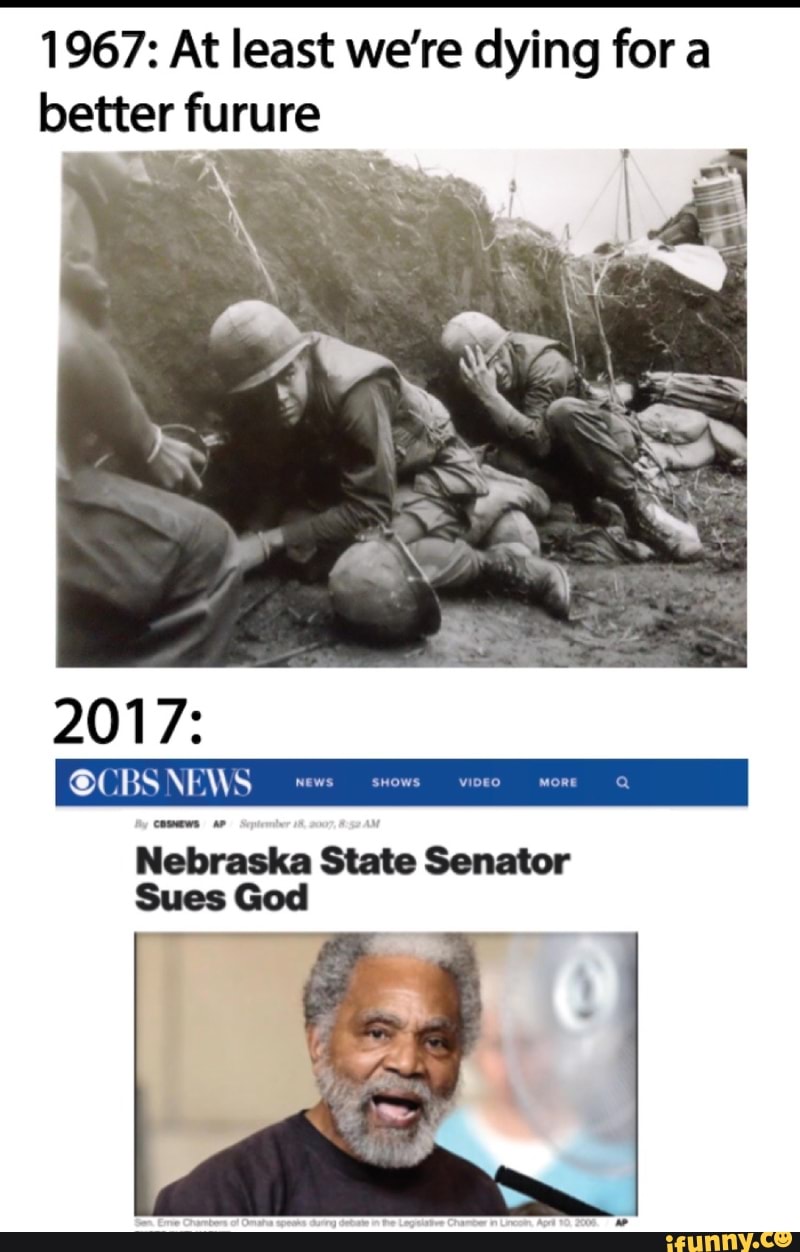 1967: At least we're dying for a
better furure
2017:
CBS NEWS NEWS SHOWS VIDEO MORE
By CBSNEWS AP September 18, 2007, 8:52 AM
Nebraska State Senator
Sues God
Sen. Ernie Chambers of Omaha speaks during debate in the Legislative Chamber in Lincoln, April 10, 2006. AP
ifunny.co